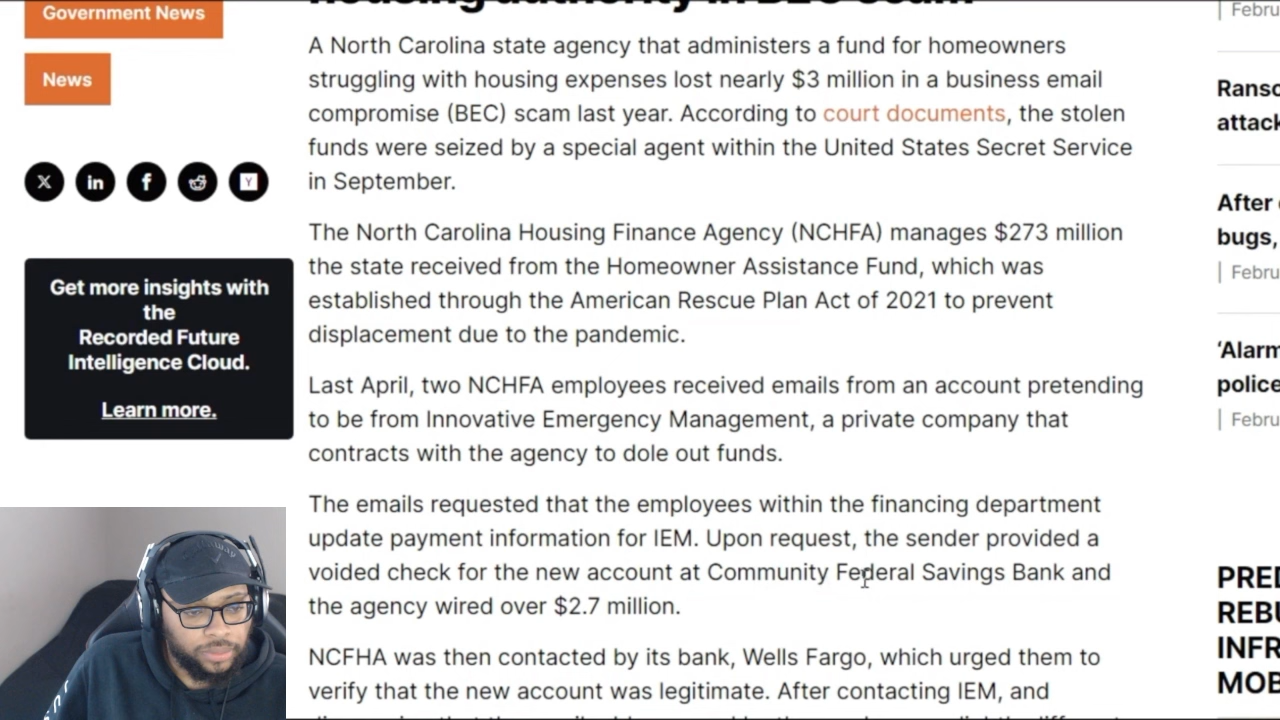 Government News
News
Get more insights with
the
Recorded Future
Intelligence Cloud.
Learn more.
housing authority in BEC scam
A North Carolina state agency that administers a fund for homeowners
struggling with housing expenses lost nearly $3 million in a business email
compromise (BEC) scam last year. According to court documents, the stolen
funds were seized by a special agent within the United States Secret Service
in September.
The North Carolina Housing Finance Agency (NCHFA) manages $273 million
the state received from the Homeowner Assistance Fund, which was
established through the American Rescue Plan Act of 2021 to prevent
displacement due to the pandemic.
Last April, two NCHFA employees received emails from an account pretending
to be from Innovative Emergency Management, a private company that
contracts with the agency to dole out funds.
The emails requested that the employees within the financing department
update payment information for IEM. Upon request, the sender provided a
voided check for the new account at Community Federal Savings Bank and
the agency wired over $2.7 million.
NCFHA was then contacted by its bank, Wells Fargo, which urged them to
verify that the new account was legitimate. After contacting IEM, and
| Febru
Ranso
attack
After
bugs,
| Febru
‘Alarm
police
| Febru
PRED
REBU
INFR
MOB